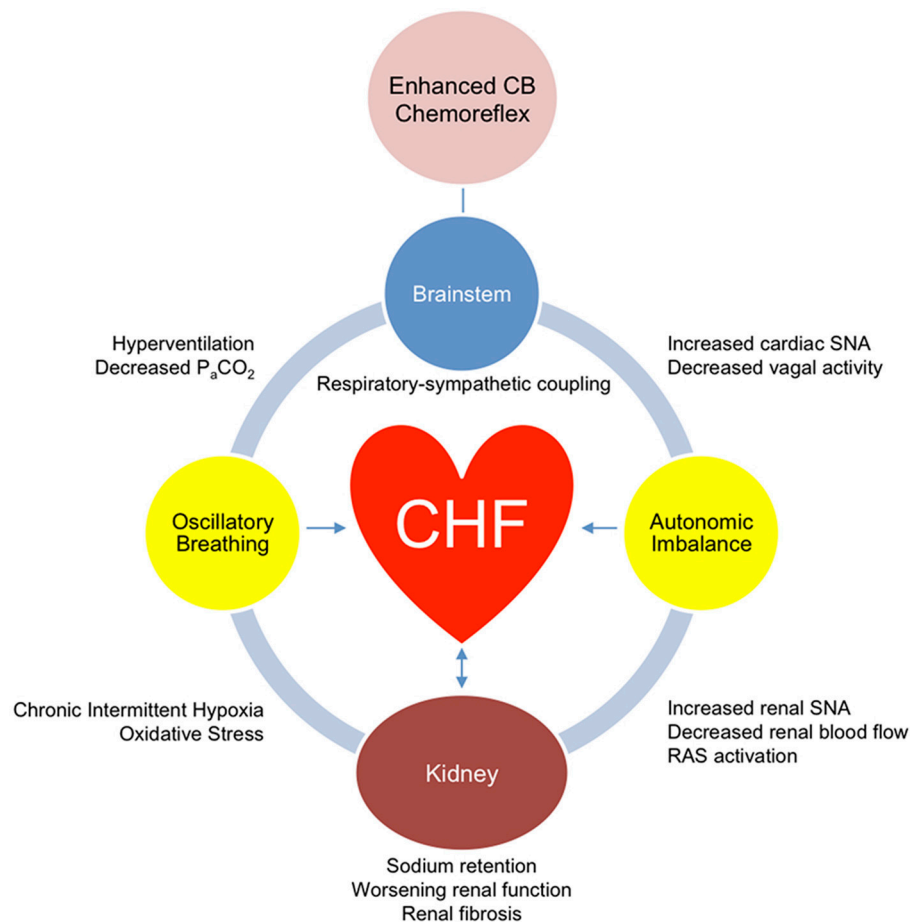 Enhanced CB
Chemoreflex
Brainstem
Hyperventilation
Decreased PₐCO₂
Increased cardiac SNA
Decreased vagal activity
Respiratory-sympathetic coupling
Oscillatory
Breathing
CHF
Autonomic
Imbalance
Chronic Intermittent Hypoxia
Oxidative Stress
Increased renal SNA
Decreased renal blood flow
RAS activation
Kidney
Sodium retention
Worsening renal function
Renal fibrosis